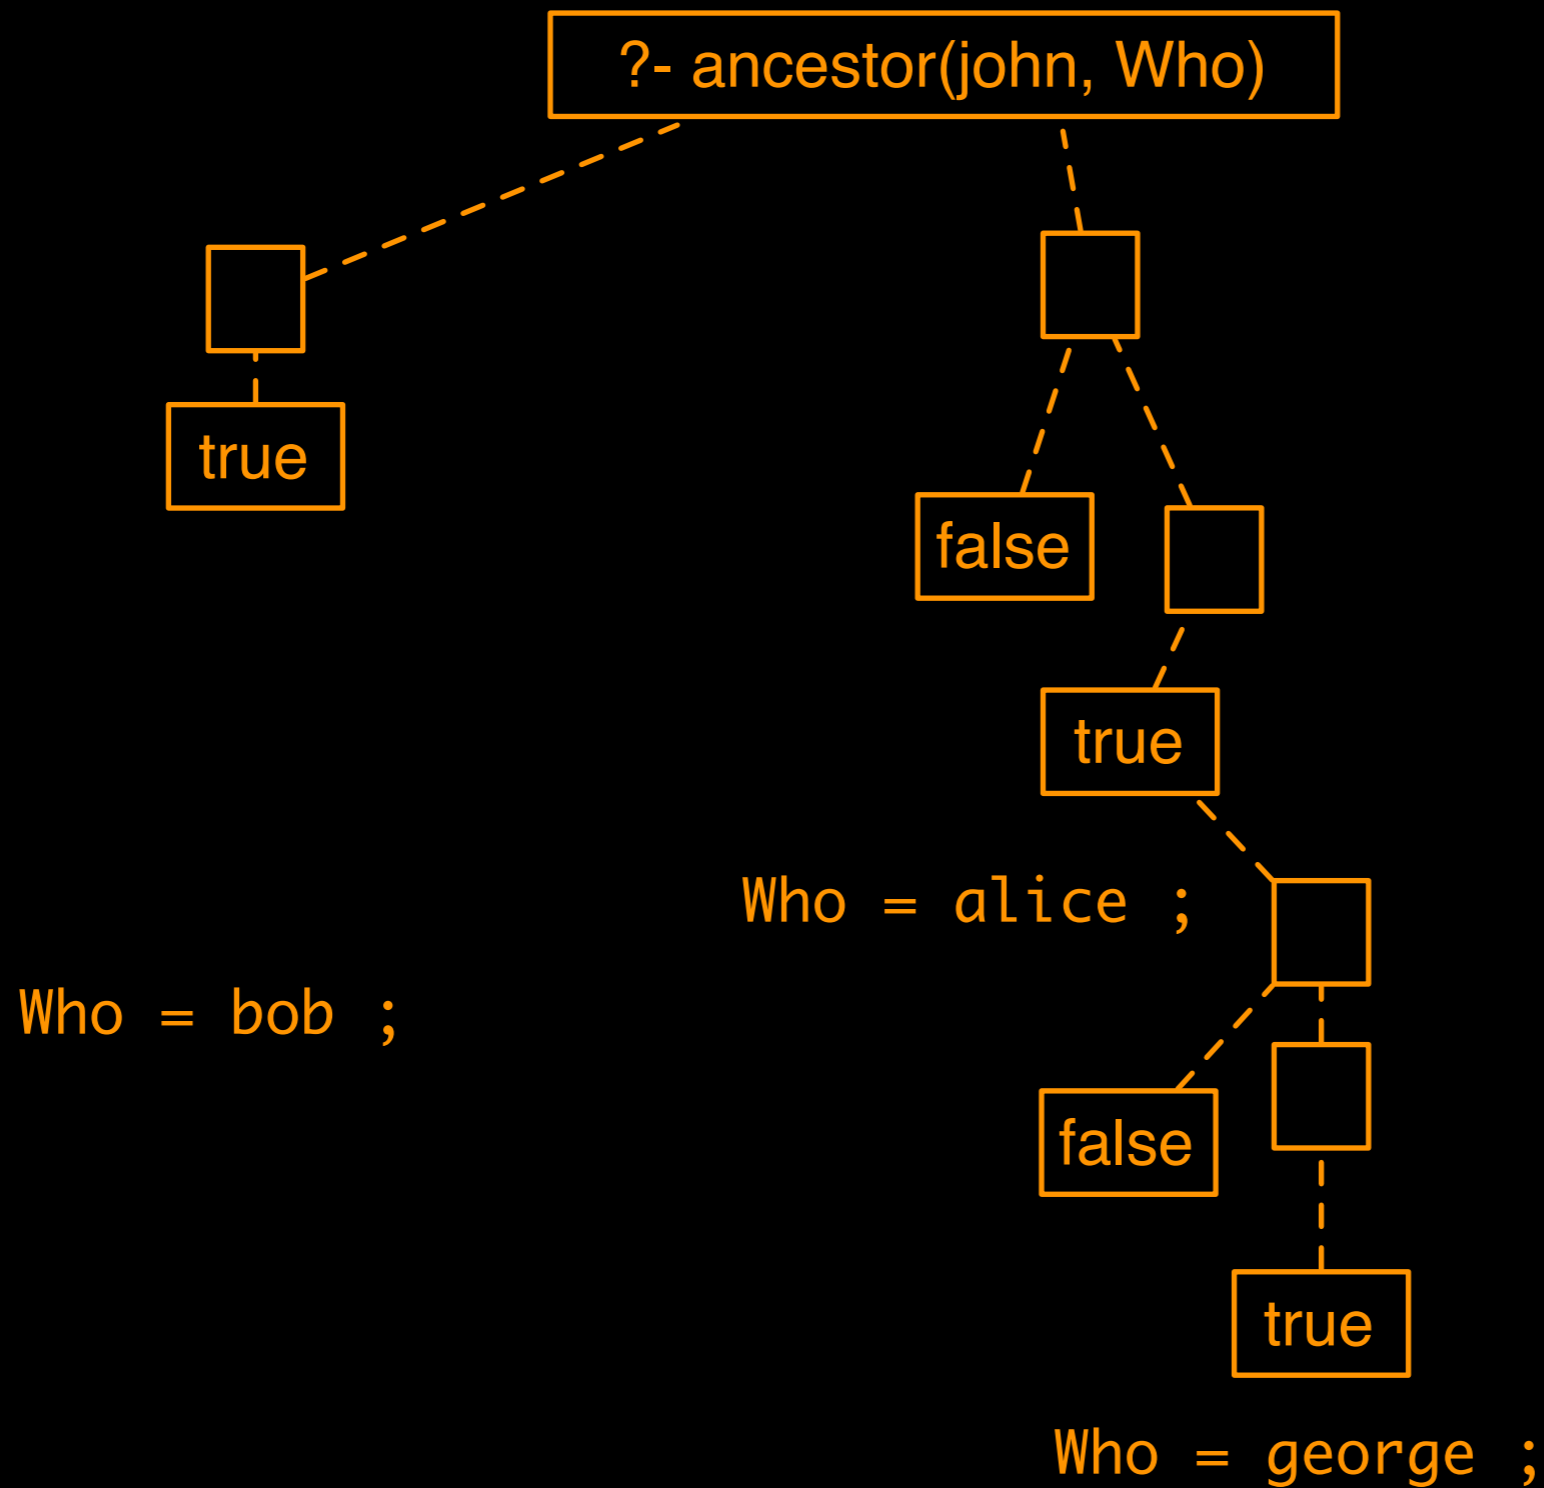 ?- ancestor(john, Who)
true
false
true
Who = alice ;
Who = bob ;
false
true
Who = george ;